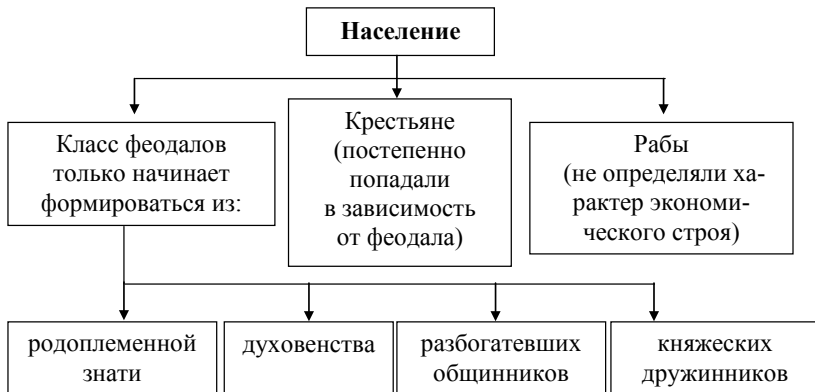 Население
Класс феодалов
только начинает
формироваться из:
Крестьяне
(постепенно
попадали
в зависимость
от феодала)
Рабы
(не определяли ха-
рактер экономи-
ческого строя)
родоплеменной
знати
духовенства
разбогатевших
общинников
княжеских
дружинников